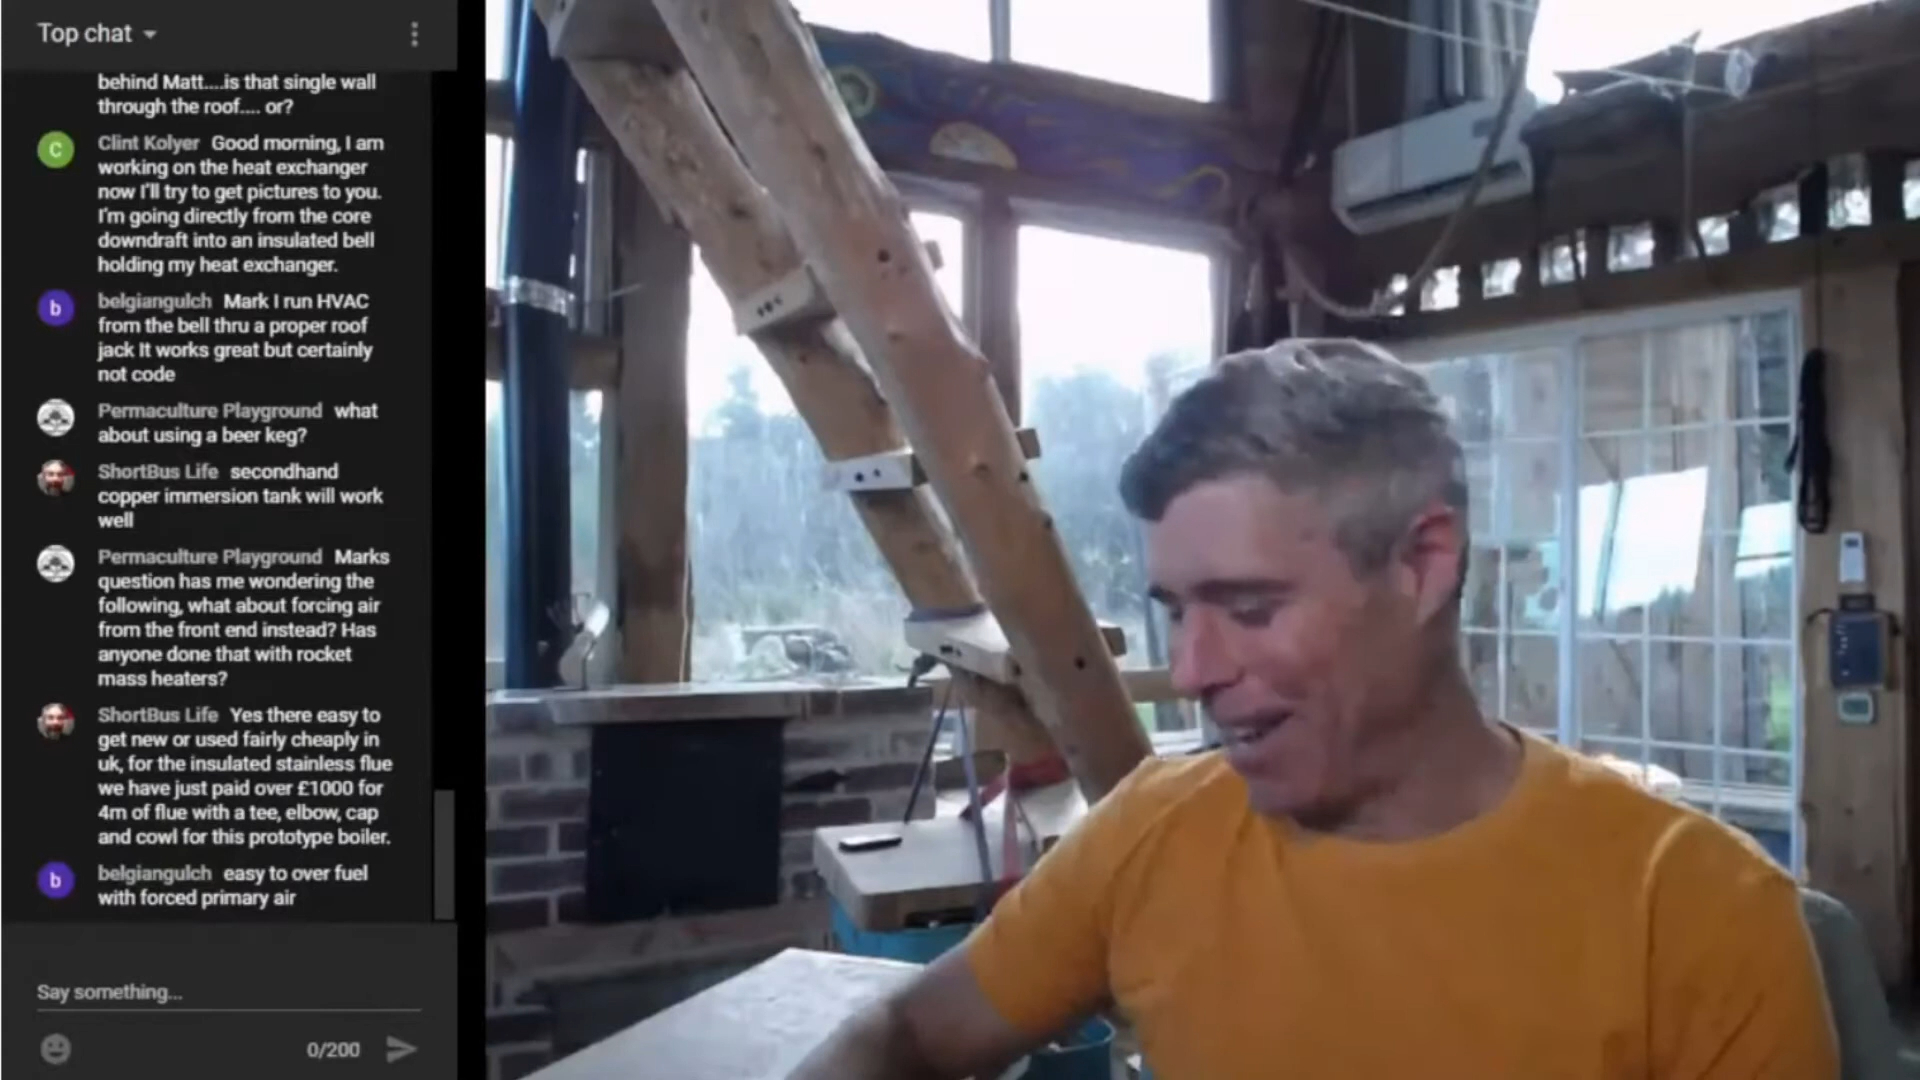 Top chat
behind Matt....is that single wall
through the roof.... or?
C
Clint Kolyer Good morning, I am
working on the heat exchanger
now I'll try to get pictures to you.
I'm going directly from the core
downdraft into an insulated bell
holding my heat exchanger.
b
belgiangulch Mark I run HVAC
from the bell thru a proper roof
jack It works great but certainly
not code
Permaculture Playground what
about using a beer keg?
ShortBus Life secondhand
copper immersion tank will work
well
Permaculture Playground Marks
question has me wondering the
following, what about forcing air
from the front end instead? Has
anyone done that with rocket
mass heaters?
ShortBus Life Yes there easy to
get new or used fairly cheaply in
uk, for the insulated stainless flue
we have just paid over £1000 for
4m of flue with a tee, elbow, cap
and cowl for this prototype boiler.
b
belgiangulch easy to over fuel
with forced primary air
Say something...
0/200